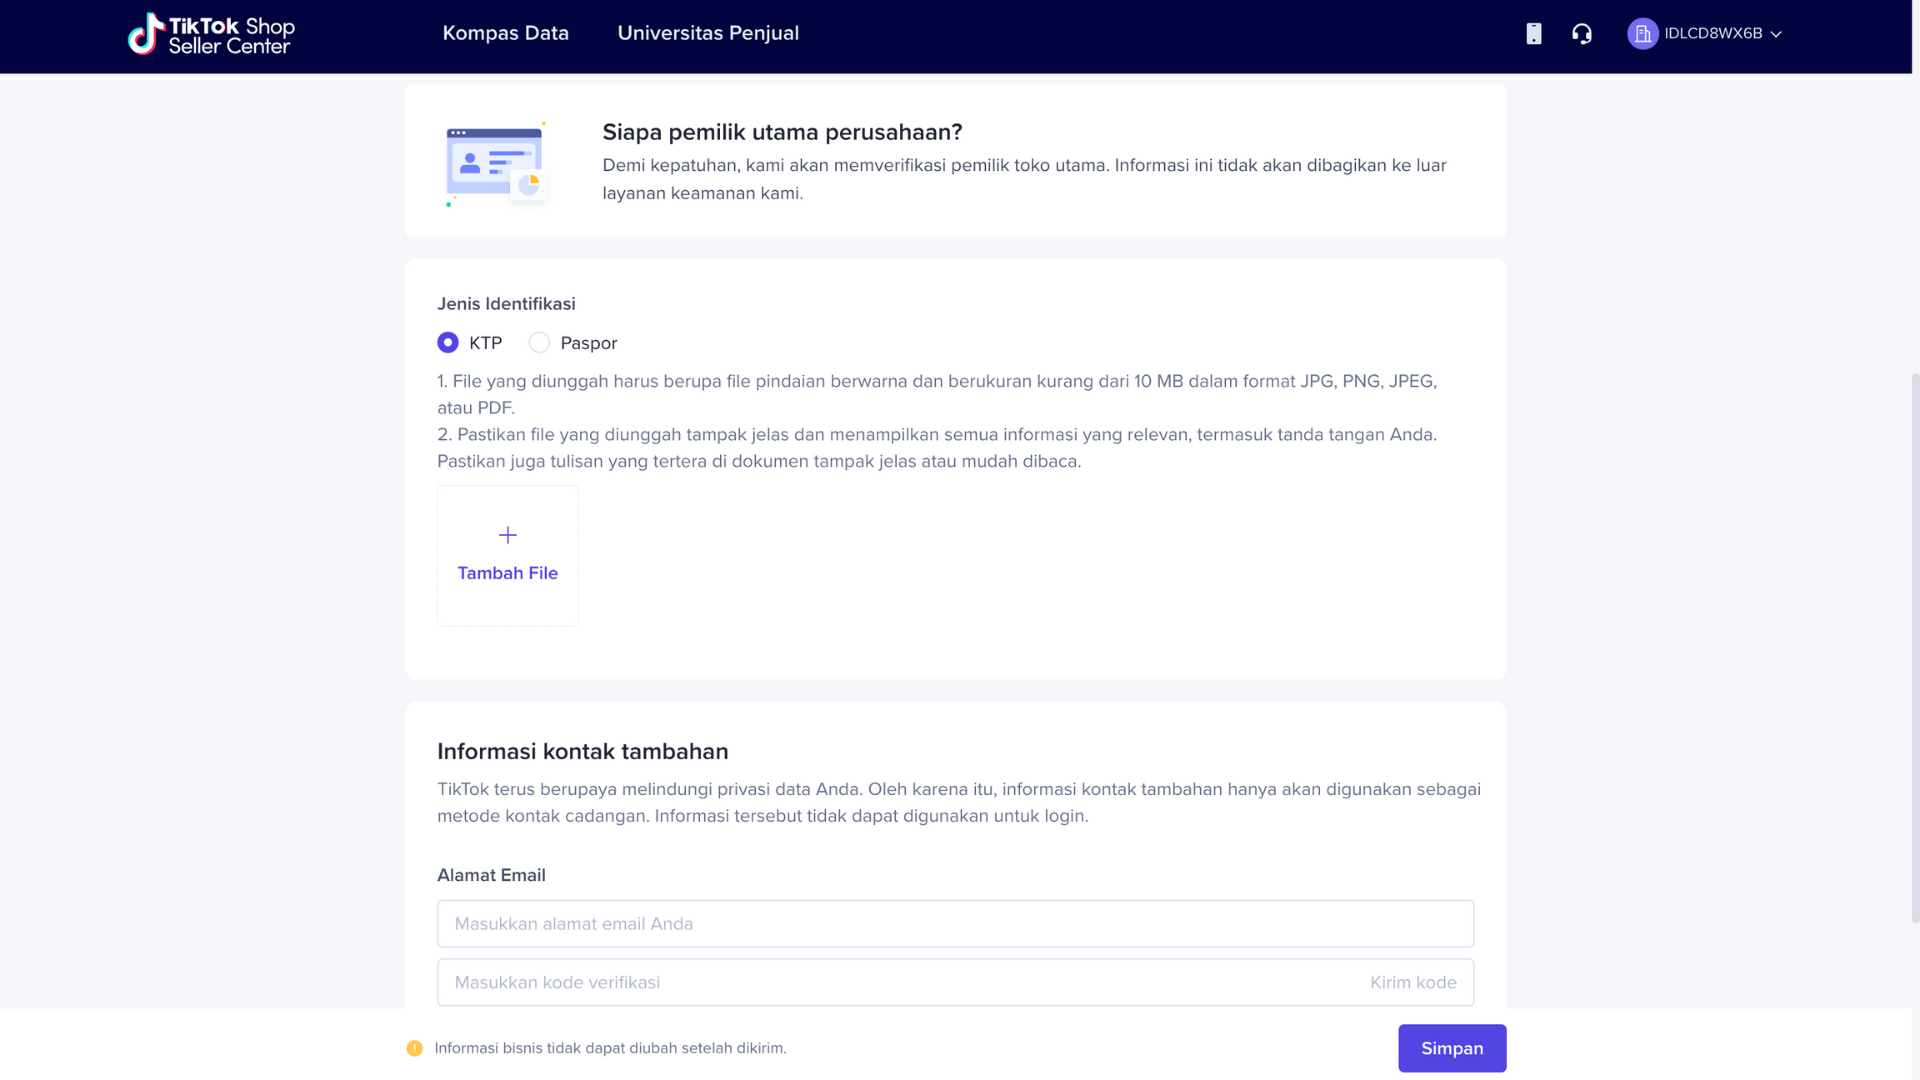 TikTok Shop
Seller Center
Kompas Data
Universitas Penjual
IDLCD8WX6B
Siapa pemilik utama perusahaan?
Demi kepatuhan, kami akan memverifikasi pemilik toko utama. Informasi ini tidak akan dibagikan ke luar
layanan keamanan kami.
Jenis Identifikasi
KTP
Paspor
1. File yang diunggah harus berupa file pindaian berwarna dan berukuran kurang dari 10 MB dalam format JPG, PNG, JPEG,
atau PDF.
2. Pastikan file yang diunggah tampak jelas dan menampilkan semua informasi yang relevan, termasuk tanda tangan Anda.
Pastikan juga tulisan yang tertera di dokumen tampak jelas atau mudah dibaca.
Tambah File
Informasi kontak tambahan
TikTok terus berupaya melindungi privasi data Anda. Oleh karena itu, informasi kontak tambahan hanya akan digunakan sebagai
metode kontak cadangan. Informasi tersebut tidak dapat digunakan untuk login.
Alamat Email
Masukkan alamat email Anda
Masukkan kode verifikasi
Kirim kode
Informasi bisnis tidak dapat diubah setelah dikirim.
Simpan